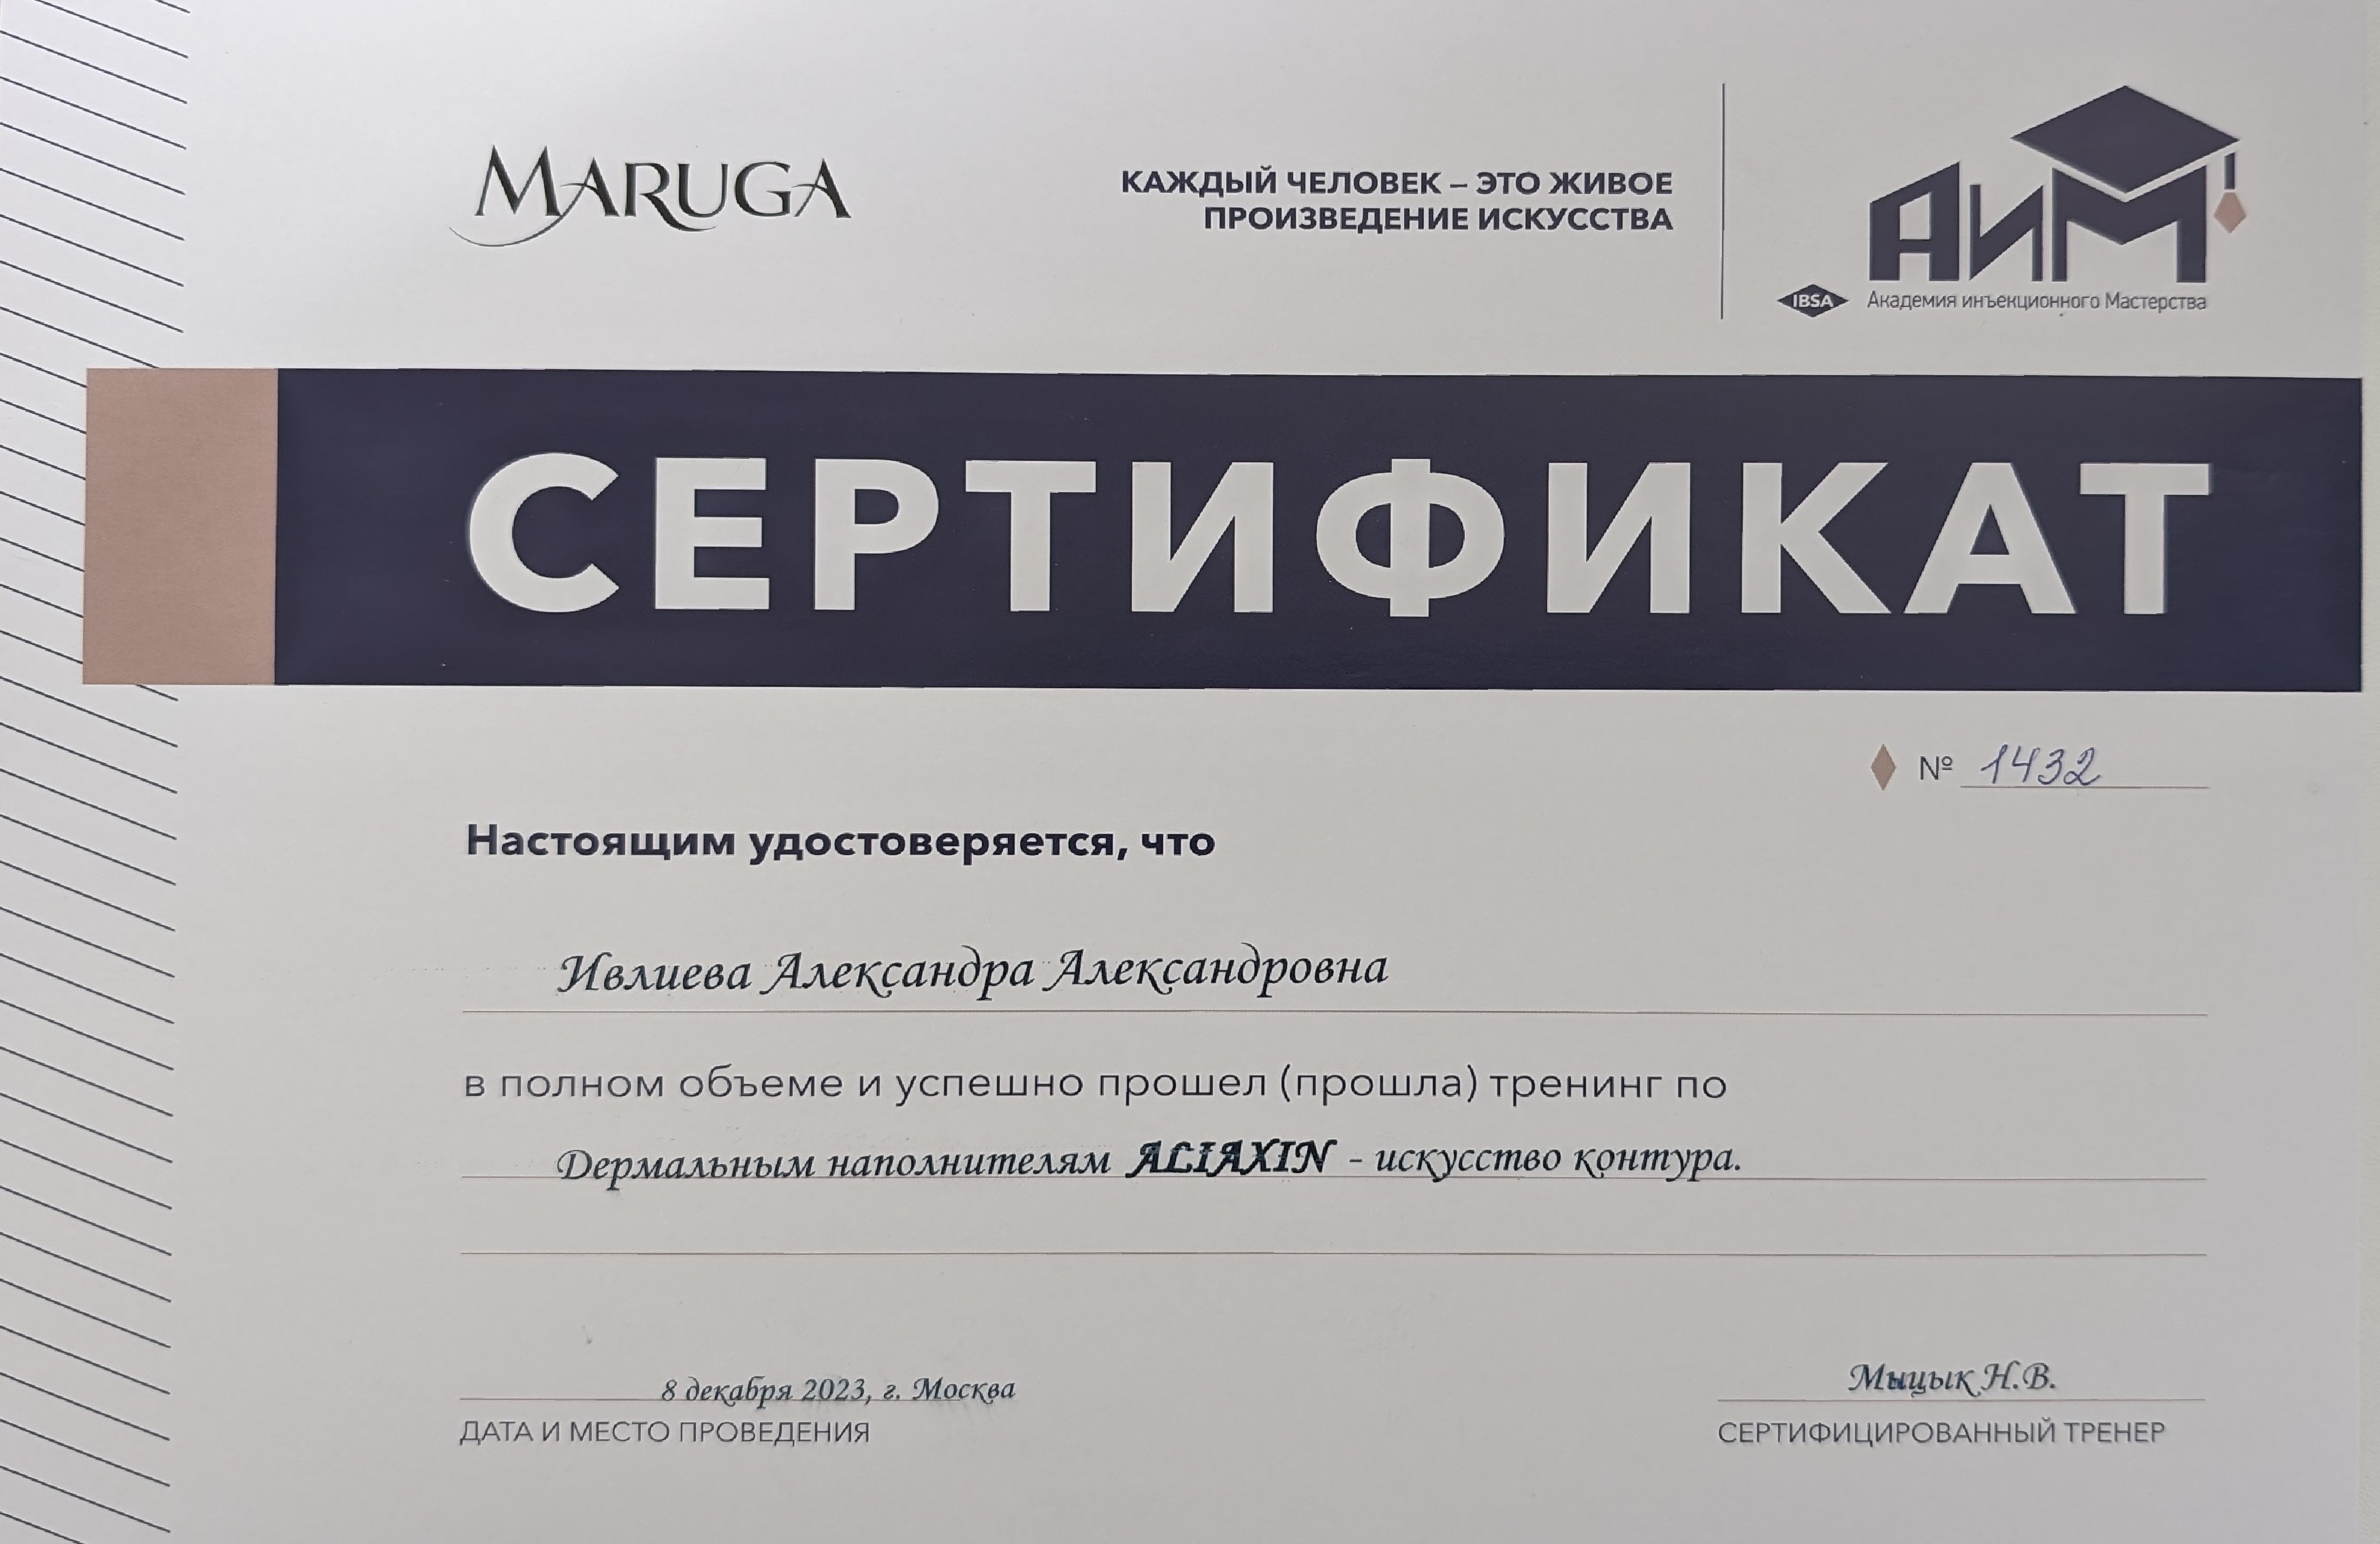 MARUGA
КАЖДЫЙ ЧЕЛОВЕК – ЭТО ЖИВОЕ
ПРОИЗВЕДЕНИЕ ИСКУССТВА
АИМ
IBSA Академия инъекционного Мастерства
СЕРТИФИКАТ
№ 1432
Настоящим удостоверяется, что
Ивлиева Александра Александровна
в полном объеме и успешно прошел (прошла) тренинг по
Дермальным наполнителям ALIAXIN - искусство контура.
8 декабря 2023, г. Москва
ДАТА И МЕСТО ПРОВЕДЕНИЯ
Мыцык Н.В.
СЕРТИФИЦИРОВАННЫЙ ТРЕНЕР